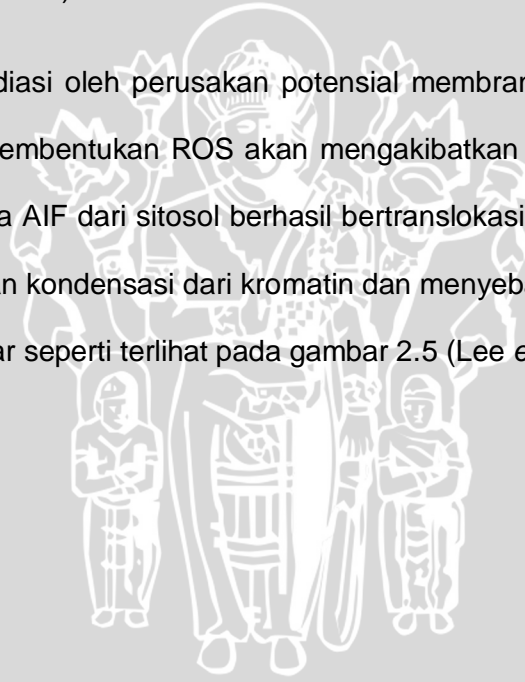 diasi oleh perusakan potensial membran
embentukan ROS akan mengakibatkan
a AIF dari sitosol berhasil bertranslokasi
n kondensasi dari kromatin dan menyeba
ar seperti terlihat pada gambar 2.5 (Lee e